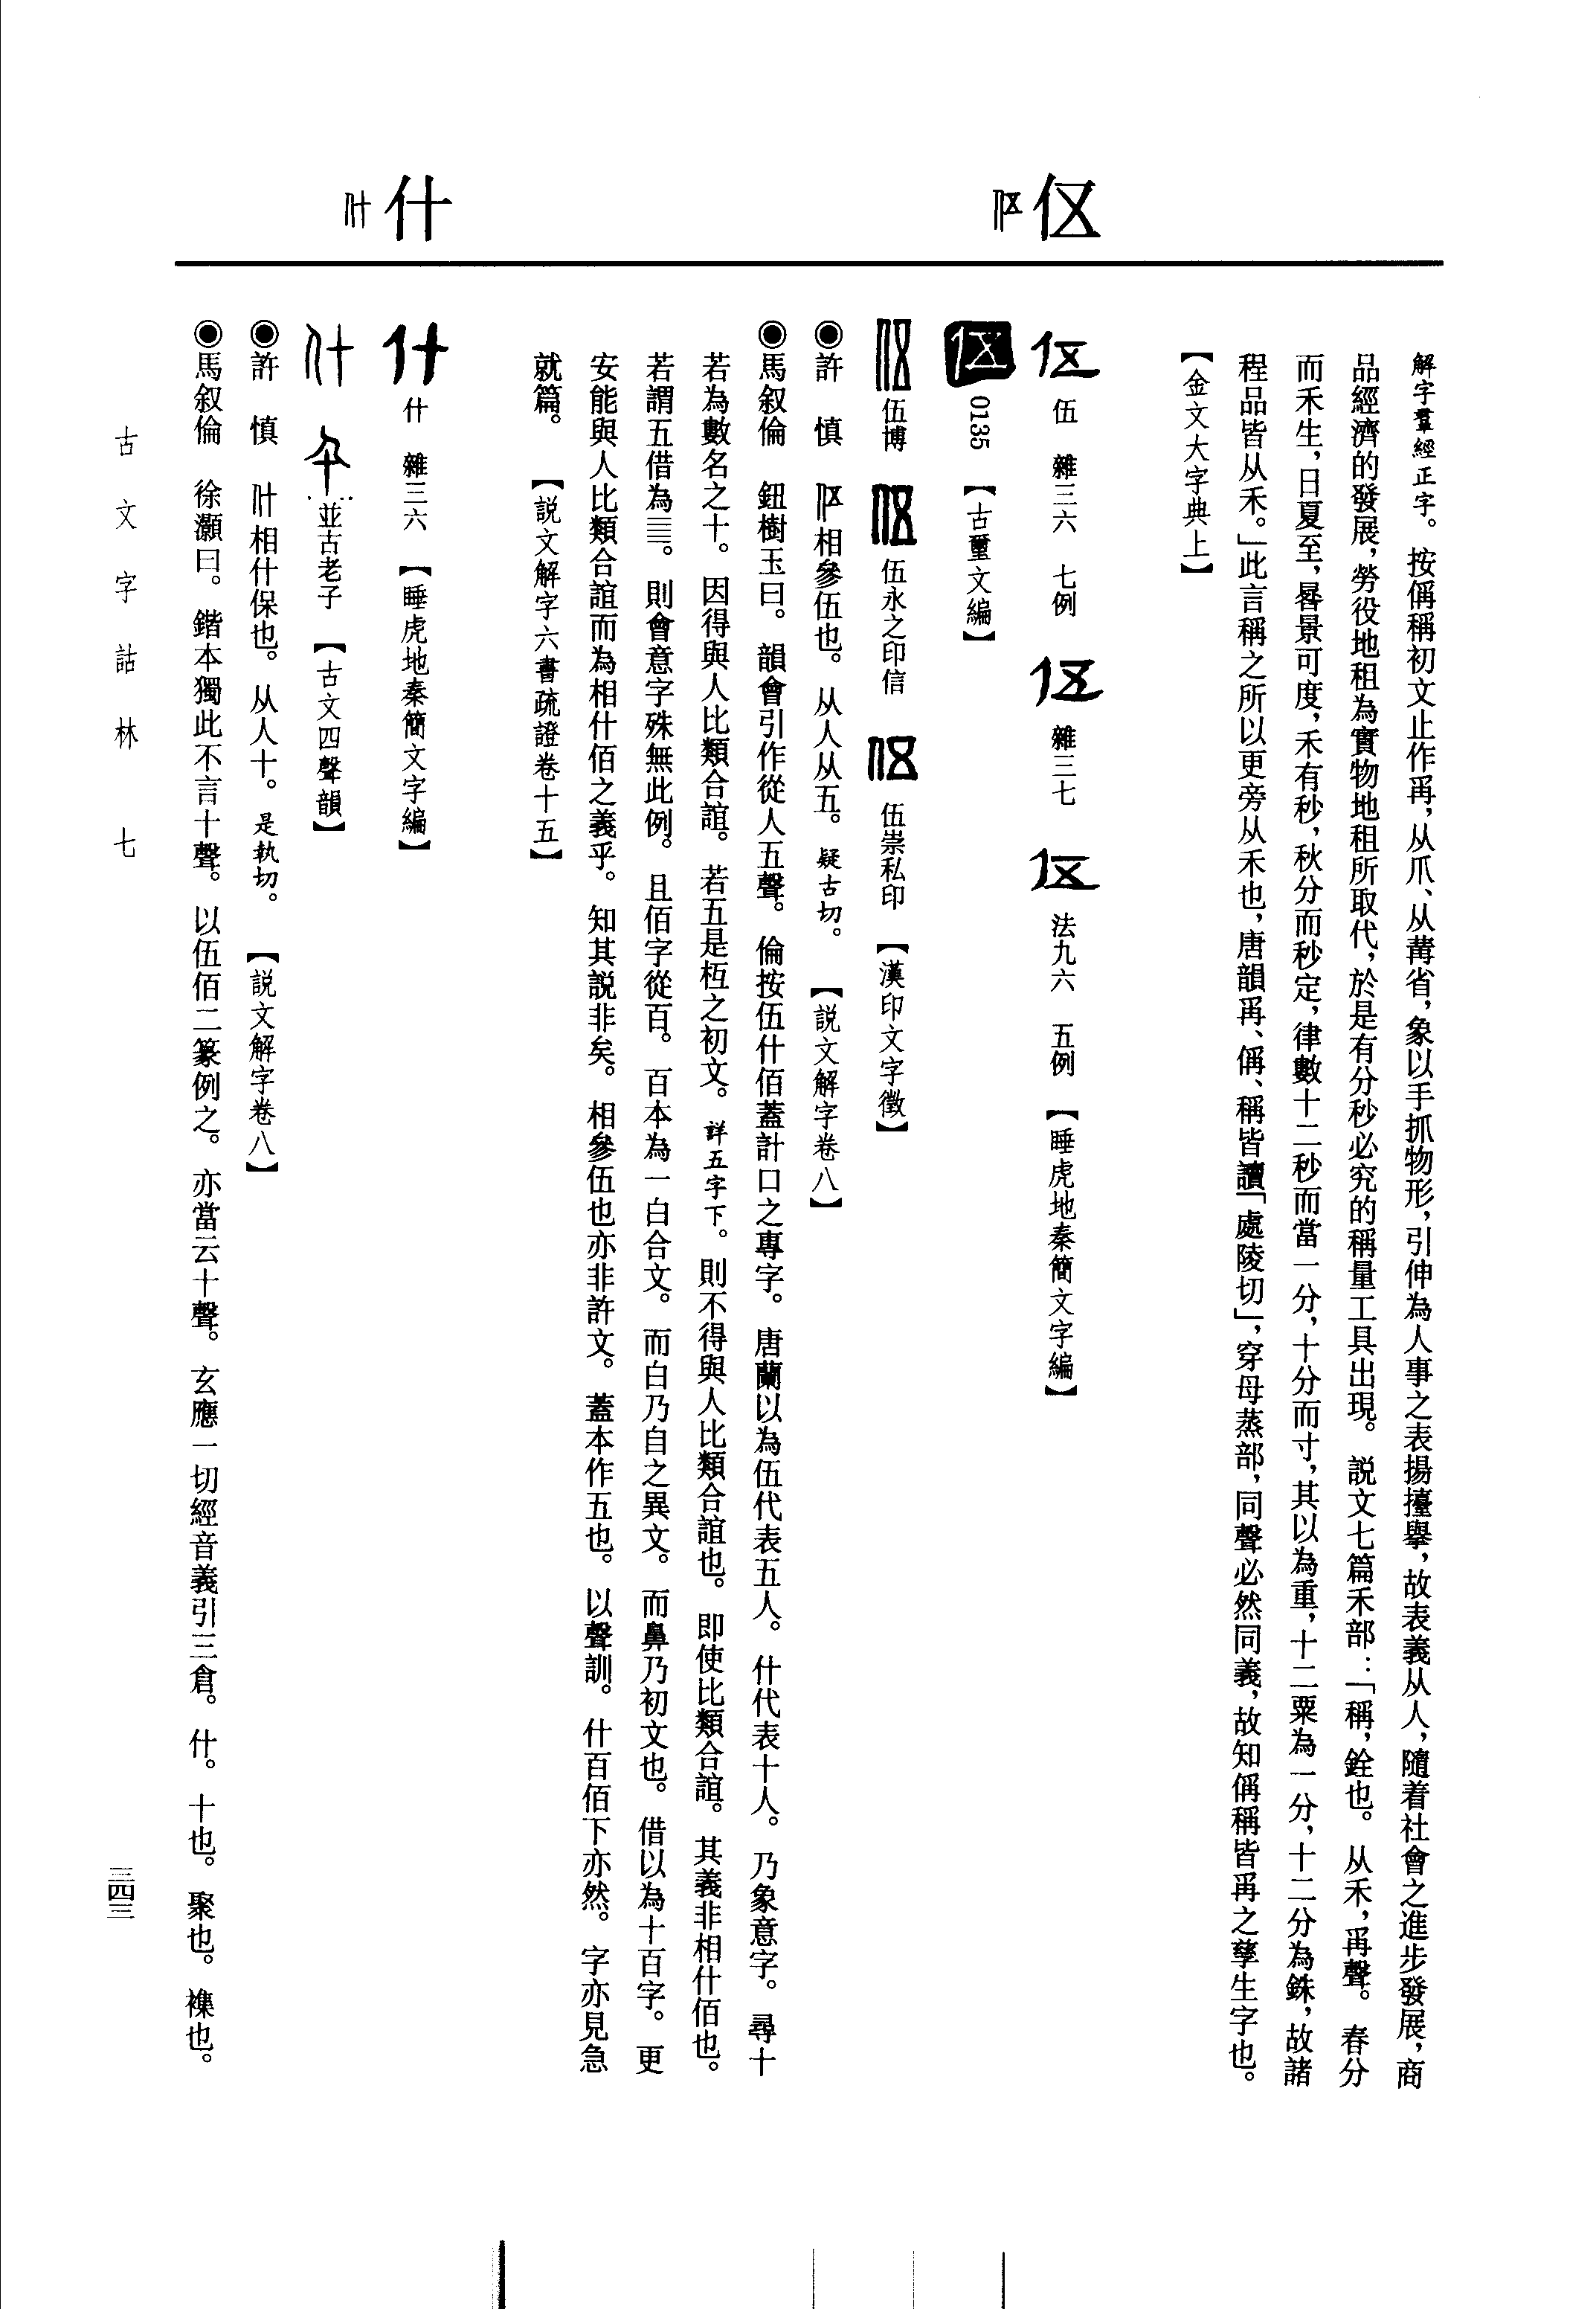 伍
什
解字羣經正字。按偁稱初文止作爯，从爪、从冓省，象以手抓物形，引伸為人事之表揚擡舉，故表義从人，隨着社會之進步發展，商
品經濟的發展，勞役地租為實物地租所取代，於是有分秒必究的稱量工具出現。說文七篇禾部：「稱，銓也。从禾，爯聲。春分
而禾生，日夏至，晷景可度，禾有秒，秋分而秒定，律數十二秒而當一分，十分而寸，其以為重，十二粟為一分，十二分為銖，故諸
程品皆从禾。」此言稱之所以更旁从禾也，唐韻爯、偁、稱皆讀「處陵切」，穿母蒸部，同聲必然同義，故知偁稱皆爯之孳生字也。
【金文大字典上】
伍　雜三六　七例　雜三七　法九六　五例　【睡虎地秦簡文字編】
0135　【古璽文編】
伍博　伍永之印信　伍崇私印　【漢印文字徵】
◉許　慎　相參伍也。从人从五。疑古切。　【説文解字卷八】
◉馬叙倫　鈕樹玉曰。韻會引作從人五聲。倫按伍什佰蓋計口之專字。唐蘭以為伍代表五人。什代表十人。乃象意字。尋十
若為數名之十。因得與人比類合誼。若五是枑之初文。詳五字下。則不得與人比類合誼也。即使比類合誼。其義非相什佰也。
若謂五借為𝍤。則會意字殊無此例。且佰字從百。百本為一白合文。而白乃自之異文。而鼻乃初文也。借以為十百字。更
安能與人比類合誼而為相什佰之義乎。知其説非矣。相參伍也亦非許文。蓋本作五也。以聲訓。什百佰下亦然。字亦見急
就篇。　【説文解字六書疏證卷十五】
什　雜三六　【睡虎地秦簡文字編】
並古老子　【古文四聲韻】
◉許　慎　相什保也。从人十。是執切。　【説文解字卷八】
◉馬叙倫　徐灝曰。鍇本獨此不言十聲。以伍佰二篆例之。亦當云十聲。玄應一切經音義引三倉。什。十也。聚也。襍也。
古文字詁林　七
三四三